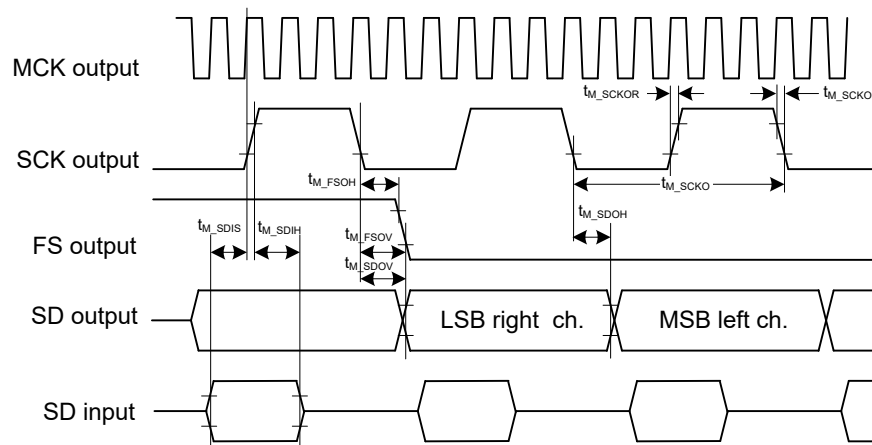 MCK output
t_M_SCKOR
t_M_SCKO
SCK output
t_M_FSOH
t_M_SCKO
t_M_SDOH
t_M_SDIS
t_M_SDIH
t_M_FSOV
FS output
t_M_SDOV
SD output
LSB right ch.
MSB left ch.
SD input